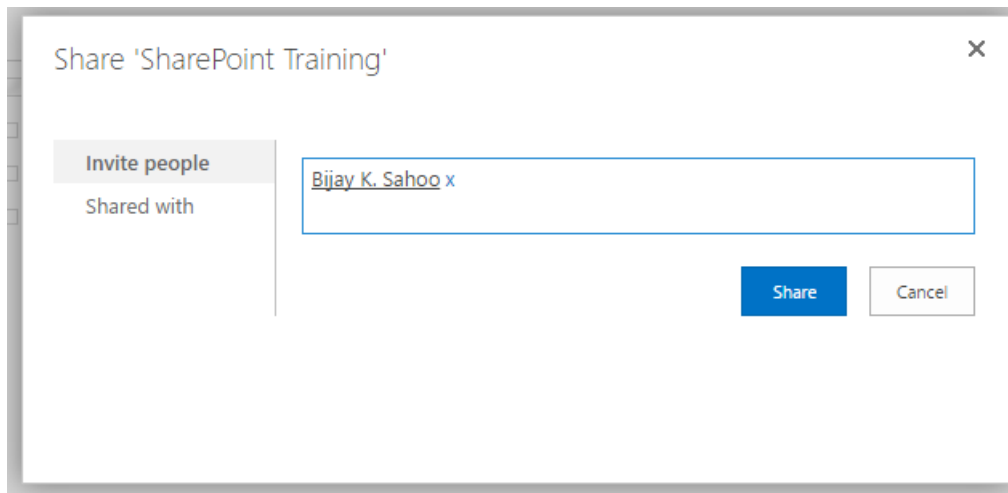 Share 'SharePoint Training'
Invite people
Shared with
Bijay K. Sahoo x
Share
Cancel